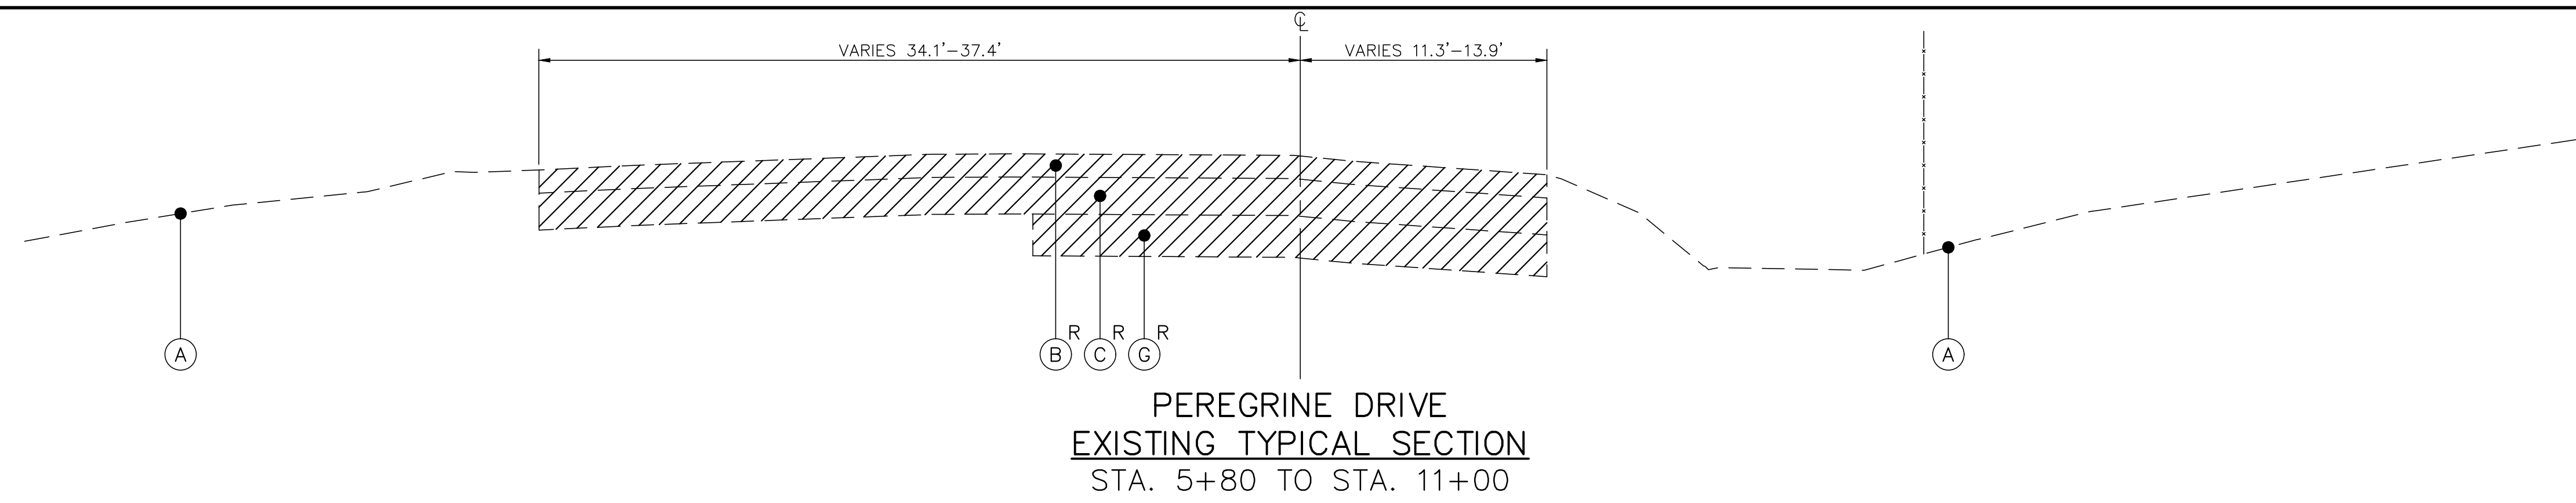 ℄
VARIES 34.1'-37.4'
VARIES 11.3'-13.9'
R R R
A B C G A
PEREGRINE DRIVE
EXISTING TYPICAL SECTION
STA. 5+80 TO STA. 11+00